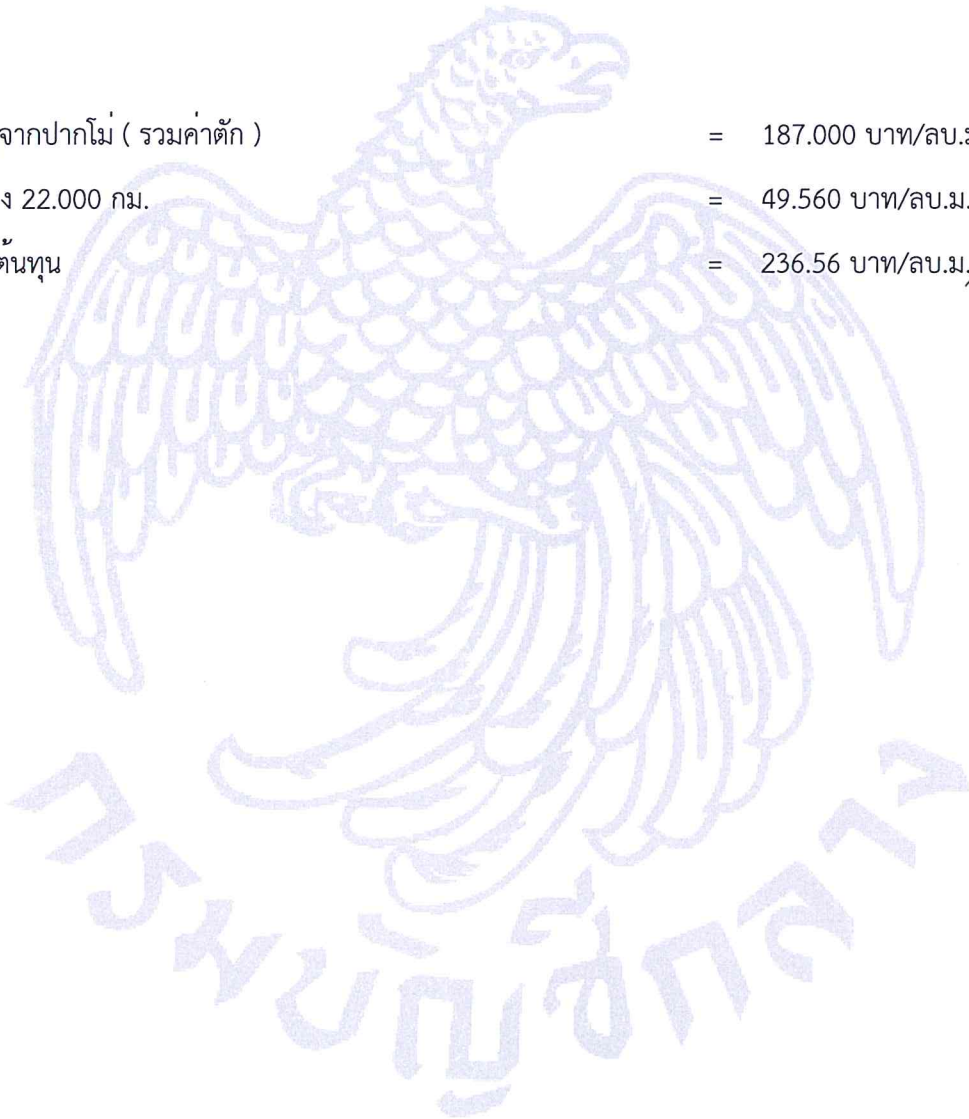 จากปากโม่ ( รวมค่าตัก ) = 187.000 บาท/ลบ.ม
ง 22.000 กม. = 49.560 บาท/ลบ.ม.
ต้นทุน = 236.56 บาท/ลบ.ม.
กรมบัญชีกลาง